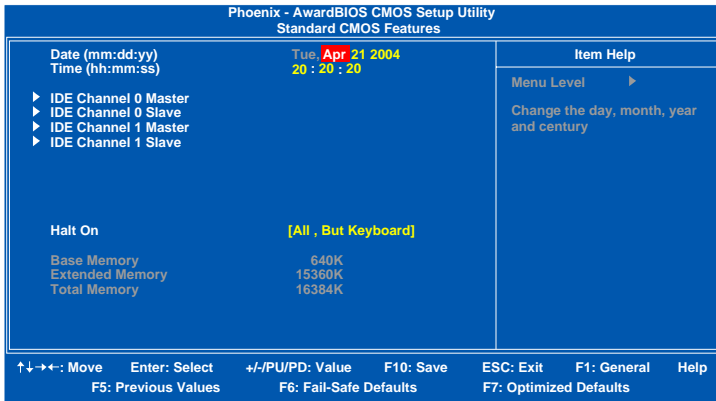 Phoenix - AwardBIOS CMOS Setup Utility
Standard CMOS Features
Date (mm:dd:yy) Tue, Apr 21 2004
Time (hh:mm:ss) 20 : 20 : 20
IDE Channel 0 Master
IDE Channel 0 Slave
IDE Channel 1 Master
IDE Channel 1 Slave
Halt On [All , But Keyboard]
Base Memory 640K
Extended Memory 15360K
Total Memory 16384K
Item Help
Menu Level
Change the day, month, year
and century
↑↓→←: Move Enter: Select +/-/PU/PD: Value F10: Save ESC: Exit F1: General Help
F5: Previous Values F6: Fail-Safe Defaults F7: Optimized Defaults